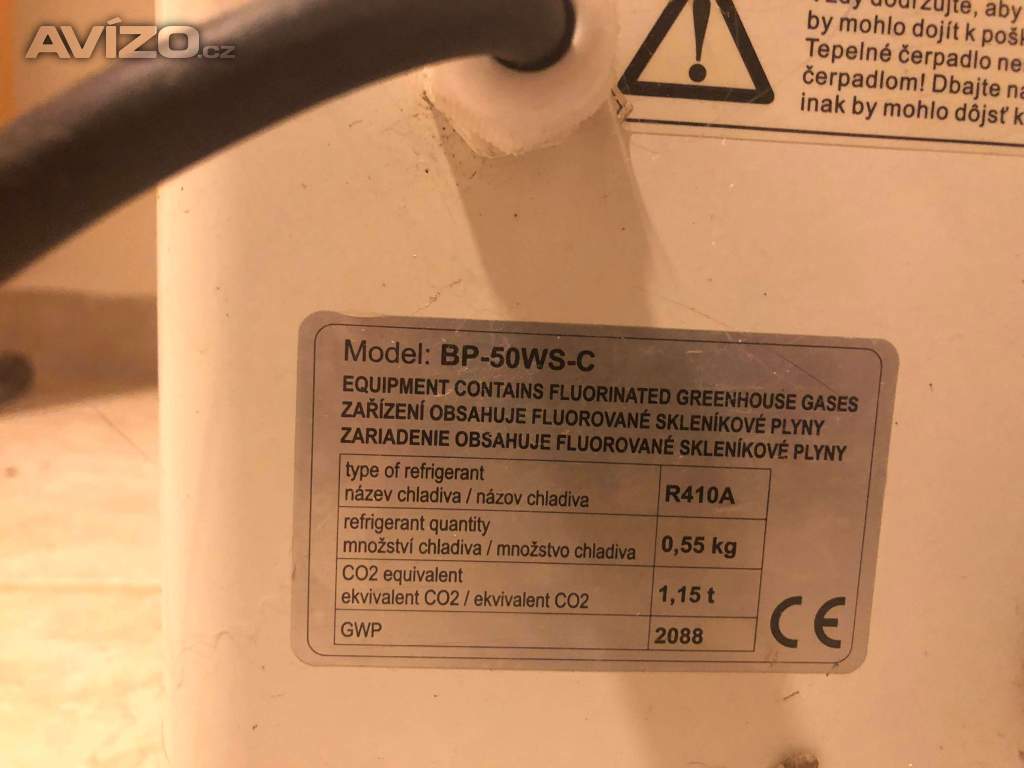 AVÍZO.cz
dodržujte, aby
by mohlo dojít k
Tepelné čerpadlo
čerpadlom! Dbajte
inak by mohlo dôjsť k
Model: BP-50WS-C
EQUIPMENT CONTAINS FLUORINATED GREENHOUSE GASES
ZAŘÍZENÍ OBSAHUJE FLUOROVANÉ SKLENÍKOVÉ PLYNY
ZARIADENIE OBSAHUJE FLUOROVANÉ SKLENÍKOVÉ PLYNY
type of refrigerant
název chladiva / názov chladiva
R410A
refrigerant quantity
množství chladiva / množstvo chladiva
0,55 kg
CO2 equivalent
ekvivalent CO2 / ekvivalent CO2
1,15 t
GWP
2088
CE